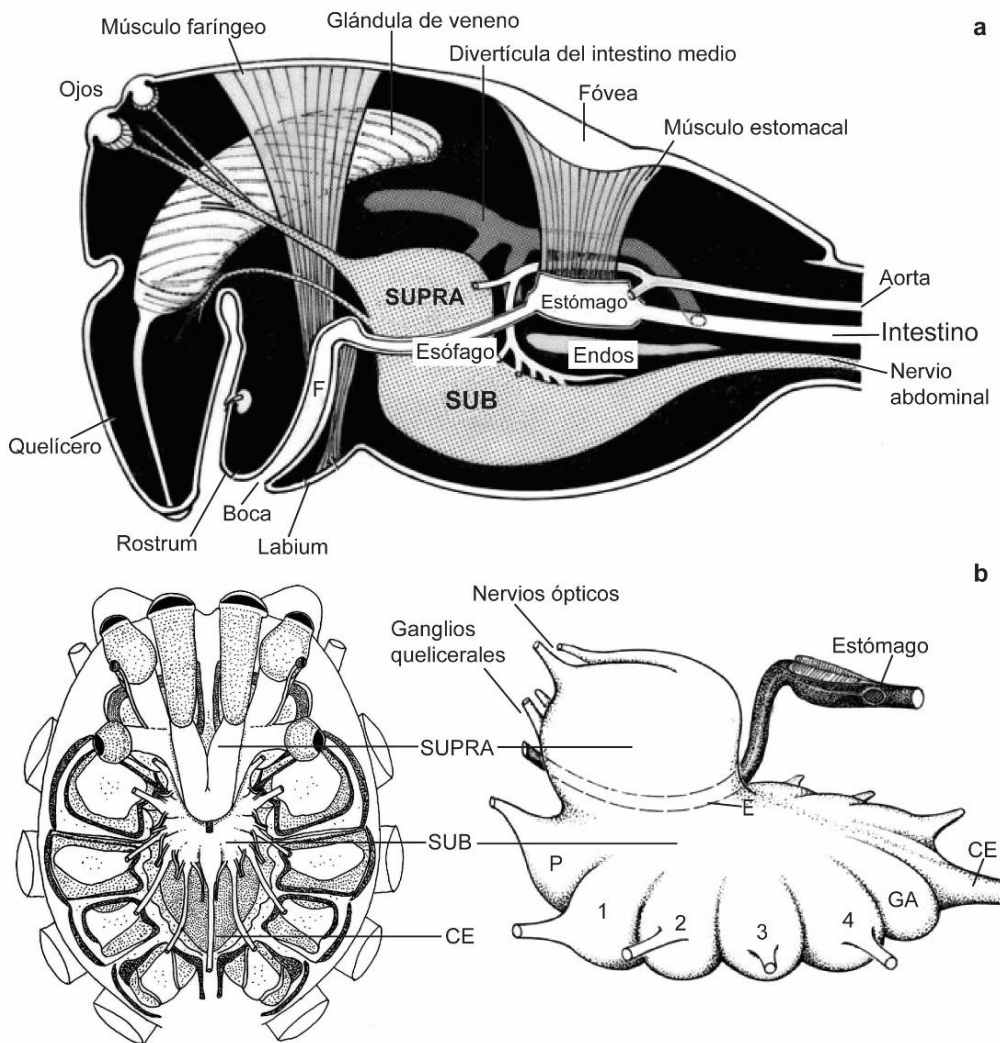 a
Músculo faríngeo
Glándula de veneno
Divertícula del intestino medio
Ojos
Fóvea
Músculo estomacal
SUPRA
Estómago
Aorta
Intestino
Esófago
Endos
Nervio
abdominal
F
SUB
Quelícero
Boca
Rostrum
Labium
b
Nervios ópticos
Ganglios
quelicerales
Estómago
SUPRA
E
SUB
P
CE
GA
1
2
3
4
CE